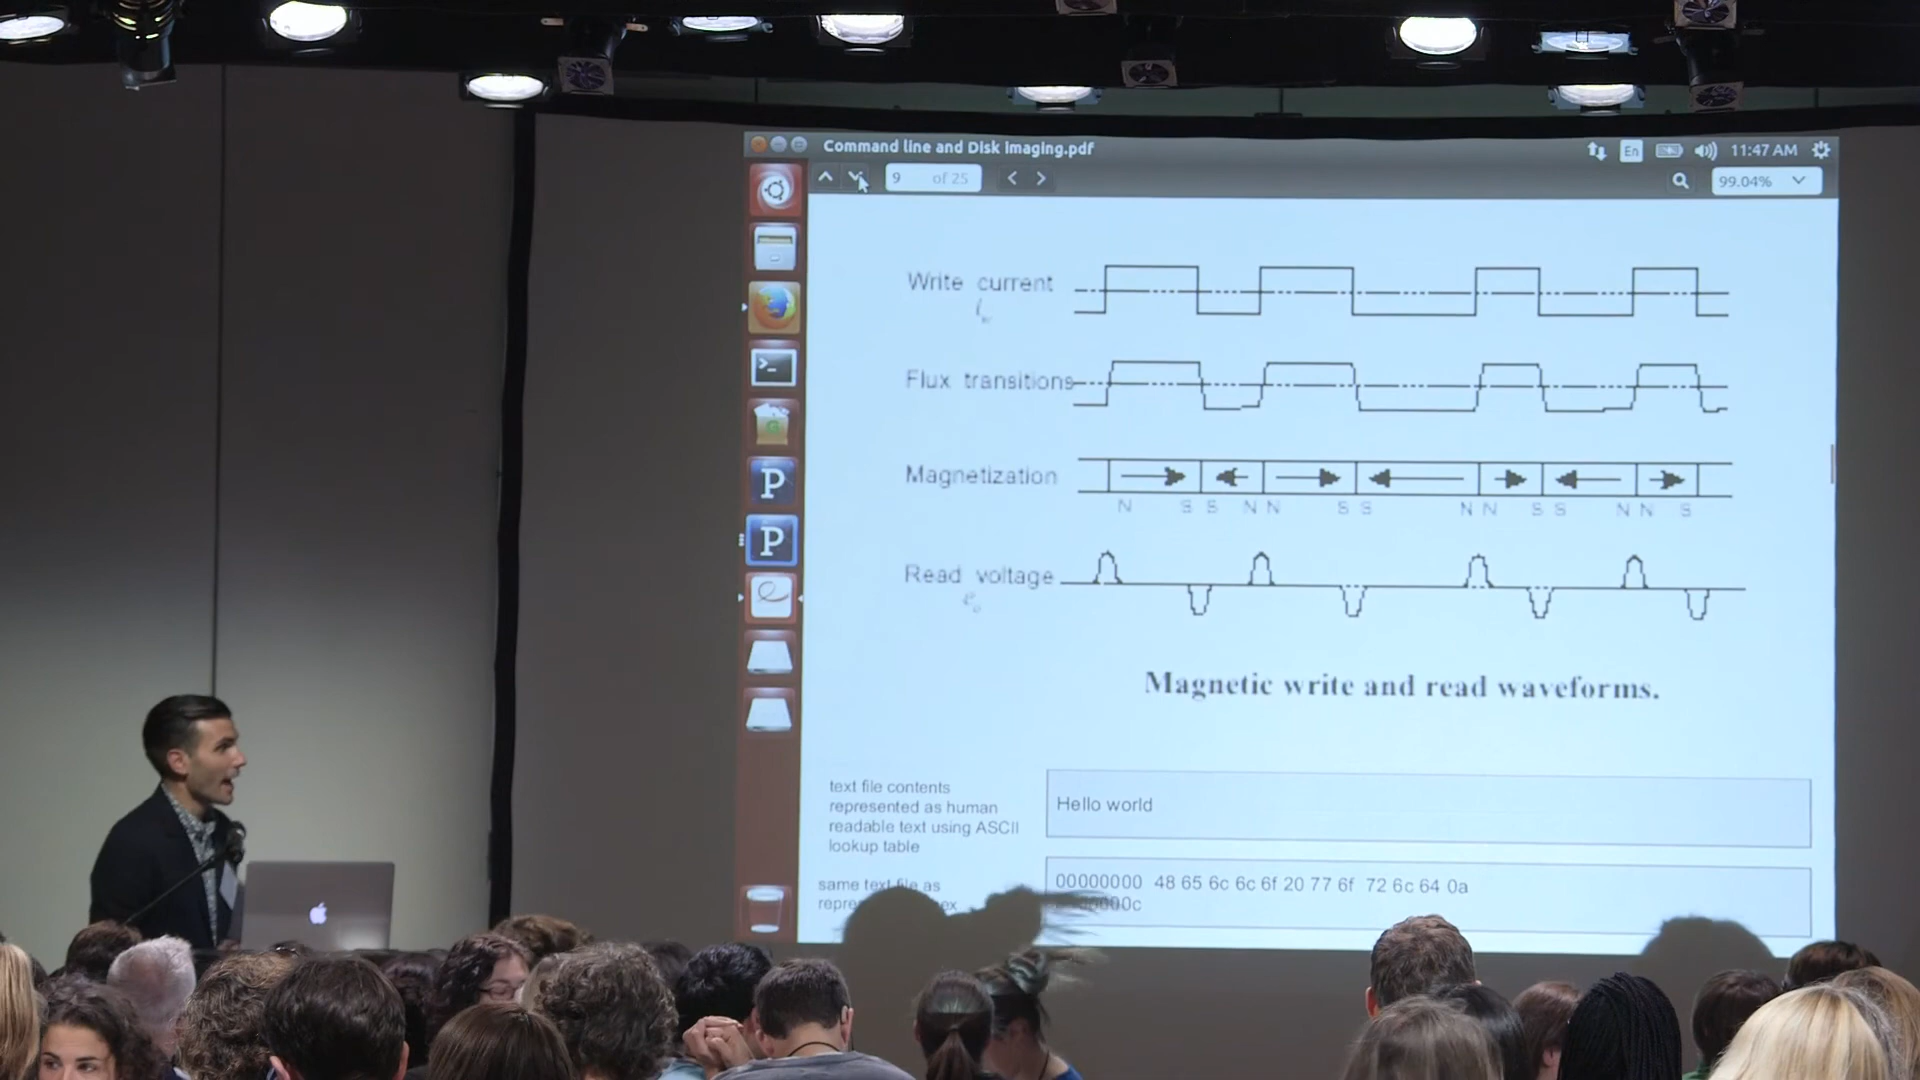 Command line and Disk Imaging.pdf
En
11:47 AM
9 of 25
99.04%
Write current
Flux transitions
Magnetization
N S S N N S S N N S S N N S
Read voltage
Magnetic write and read waveforms.
text file contents
represented as human
readable text using ASCII
lookup table
Hello world
same text file as
00000000 48 65 6c 6c 6f 20 77 6f 72 6c 64 0a
P
P